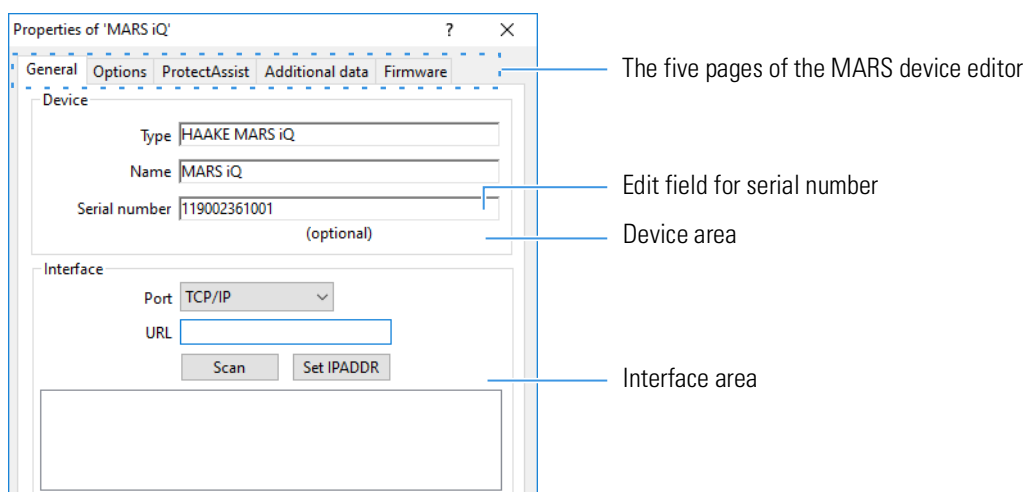 Properties of 'MARS iQ' ? ×
General Options ProtectAssist Additional data Firmware
The five pages of the MARS device editor
Device
Type HAAKE MARS iQ
Name MARS iQ
Edit field for serial number
Serial number 119002361001
(optional)
Device area
Interface
Port TCP/IP
URL
Scan Set IPADDR
Interface area